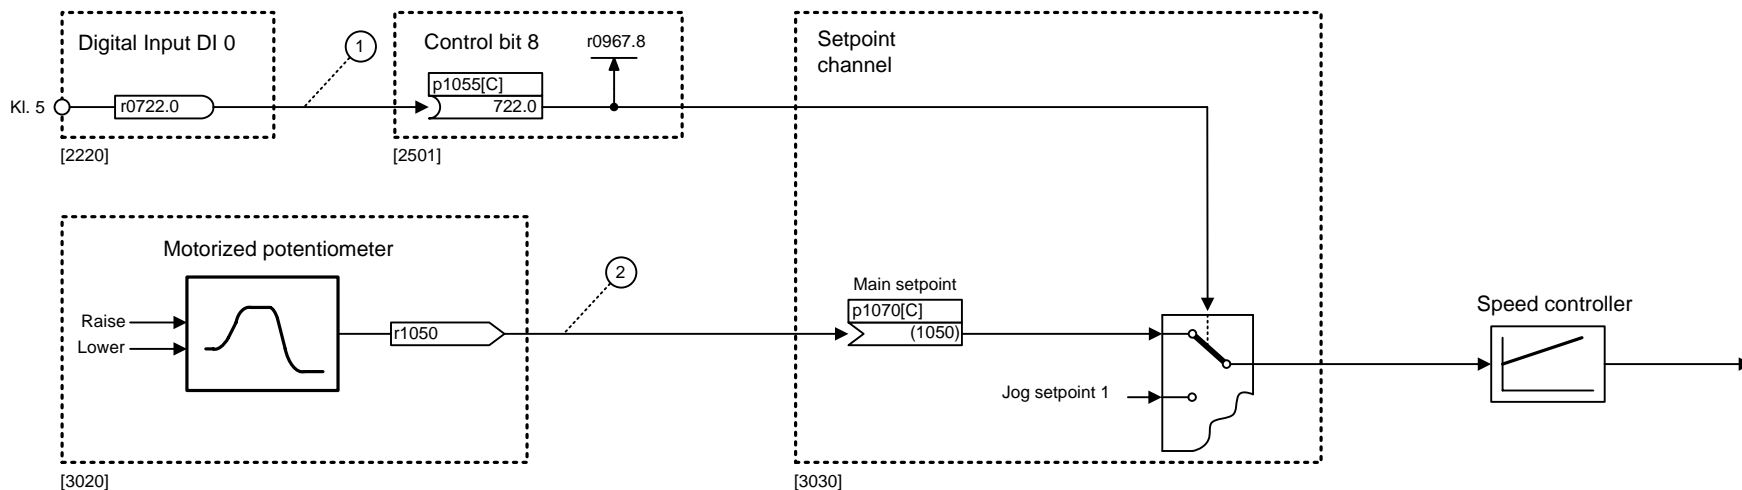 Digital Input DI 0
1
Control bit 8
r0967.8
Setpoint
channel
p1055[C]
Kl. 5
r0722.0
722.0
[2220]
[2501]
Motorized potentiometer
2
Main setpoint
p1070[C]
Speed controller
Raise
r1050
(1050)
Lower
Jog setpoint 1
[3020]
[3030]